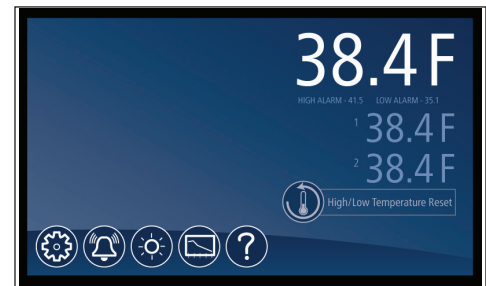 38.4 F
HIGH ALARM - 41.5 LOW ALARM - 35.1
1 38.4 F
2 38.4 F
High/Low Temperature Reset
?